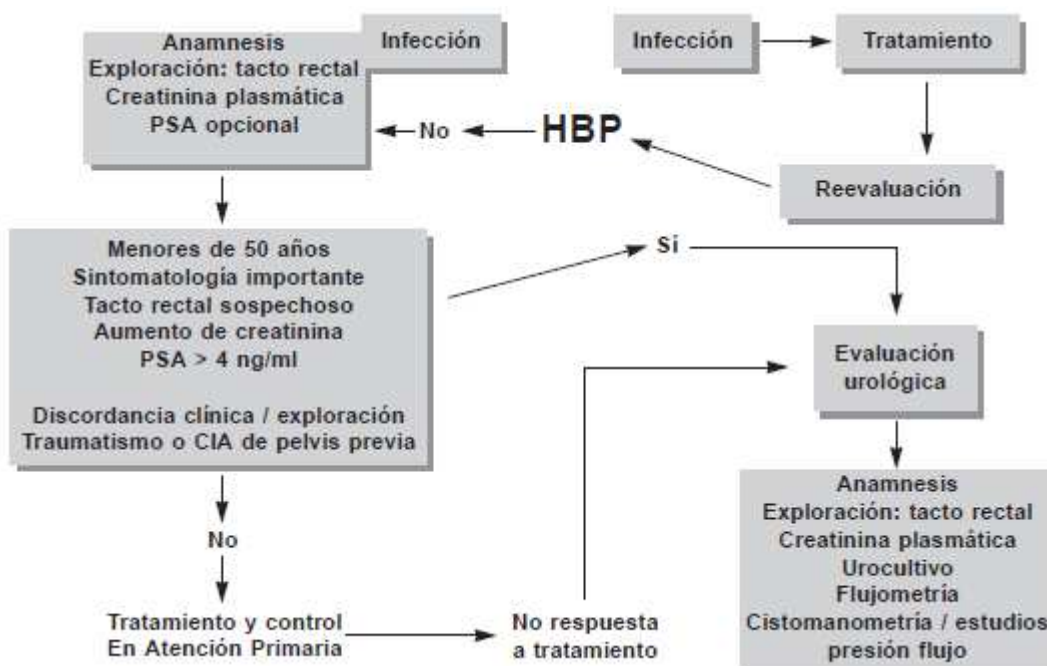 Anamnesis
Exploración: tacto rectal
Creatinina plasmática
PSA opcional
Infección
Infección
Tratamiento
No
HBP
Reevaluación
Menores de 50 años
Sintomatología importante
Tacto rectal sospechoso
Aumento de creatinina
PSA > 4 ng/ml
Discordancia clínica / exploración
Traumatismo o CIA de pelvis previa
Sí
Evaluación
urológica
No
Tratamiento y control
En Atención Primaria
No respuesta
a tratamiento
Anamnesis
Exploración: tacto rectal
Creatinina plasmática
Urocultivo
Flujometría
Cistomanometría / estudios
presión flujo